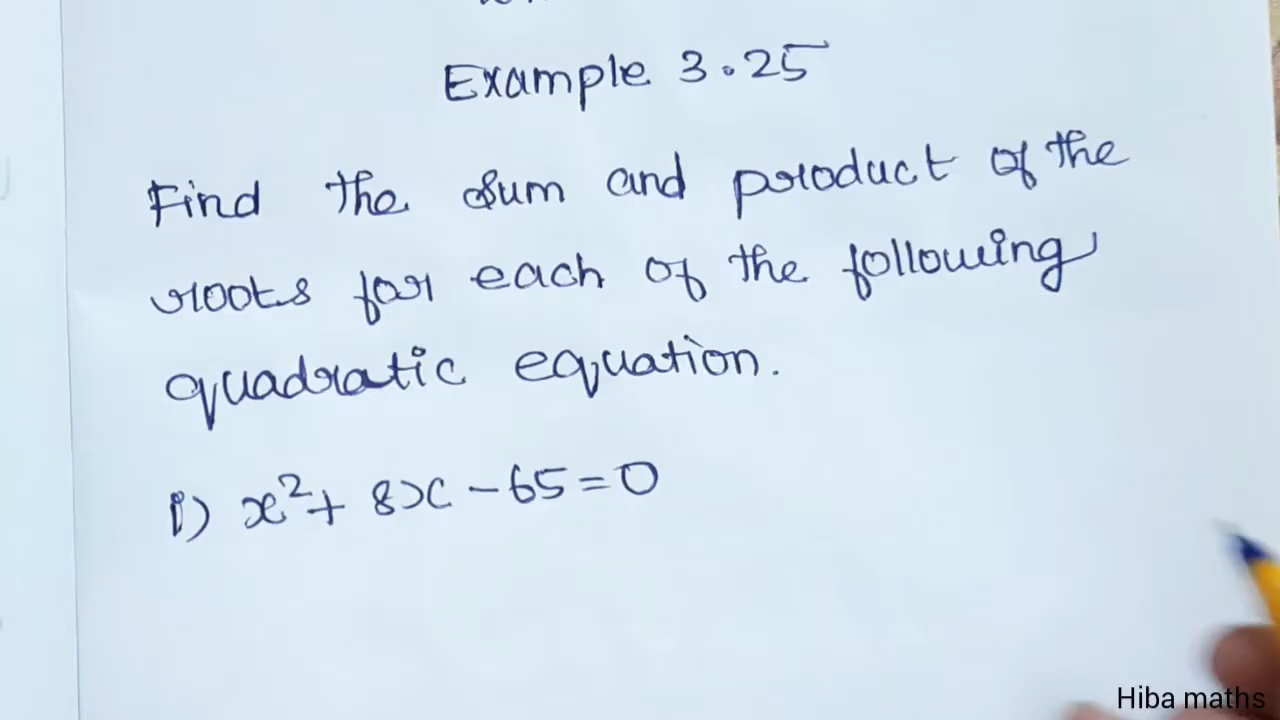 Example 3.25
Find the sum and product of the
roots for each of the following
quadratic equation.
i) x² + 8x - 65 = 0
Hiba maths